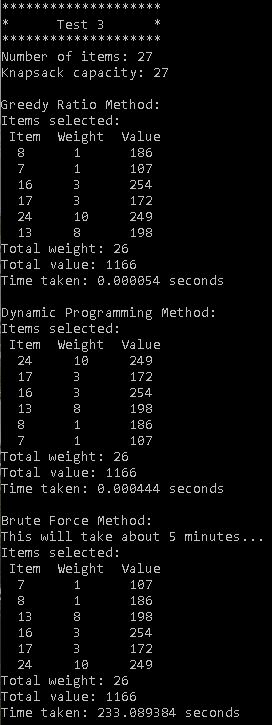 ********************
*      Test 3      *
********************
Number of items: 27
Knapsack capacity: 27
Greedy Ratio Method:
Items selected:
Item Weight Value
8 1 186
7 1 107
16 3 254
17 3 172
24 10 249
13 8 198
Total weight: 26
Total value: 1166
Time taken: 0.000054 seconds
Dynamic Programming Method:
Items selected:
Item Weight Value
24 10 249
17 3 172
16 3 254
13 8 198
8 1 186
7 1 107
Total weight: 26
Total value: 1166
Time taken: 0.000444 seconds
Brute Force Method:
This will take about 5 minutes...
Items selected:
Item Weight Value
7 1 107
8 1 186
13 8 198
16 3 254
17 3 172
24 10 249
Total weight: 26
Total value: 1166
Time taken: 233.089384 seconds